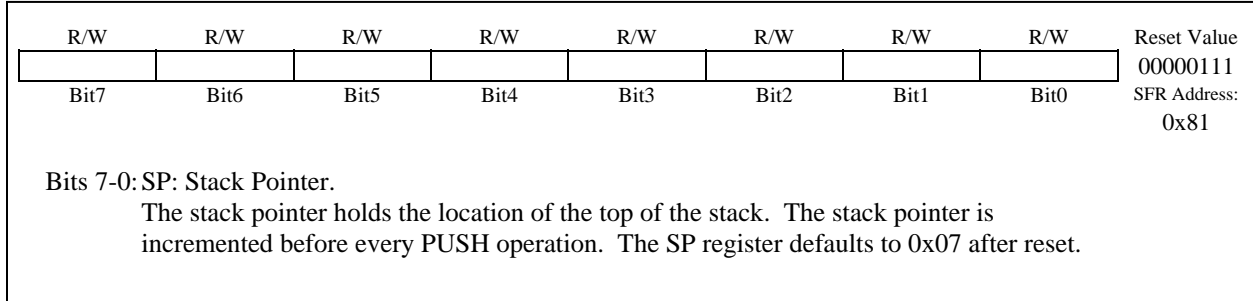 R/W R/W R/W R/W R/W R/W R/W R/W Reset Value
00000111
Bit7 Bit6 Bit5 Bit4 Bit3 Bit2 Bit1 Bit0 SFR Address:
0x81
Bits 7-0: SP: Stack Pointer.
The stack pointer holds the location of the top of the stack. The stack pointer is
incremented before every PUSH operation. The SP register defaults to 0x07 after reset.